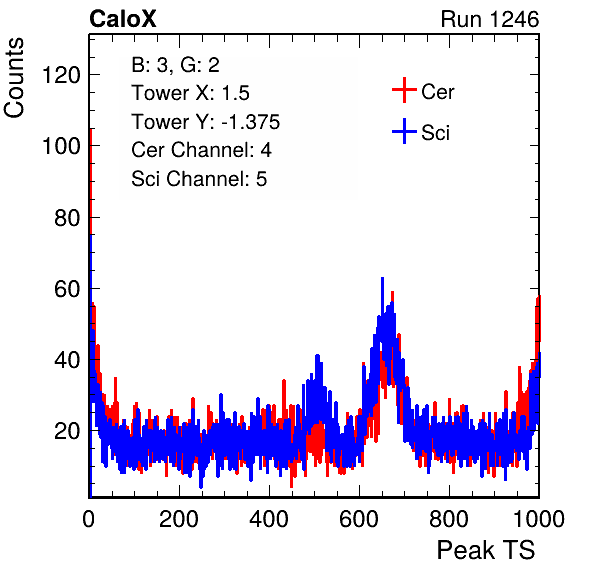 CaloX Run 1246
Counts
B: 3, G: 2
Tower X: 1.5
Tower Y: -1.375
Cer Channel: 4
Sci Channel: 5
Cer
Sci
120
100
80
60
40
20
0 200 400 600 800 1000
Peak TS